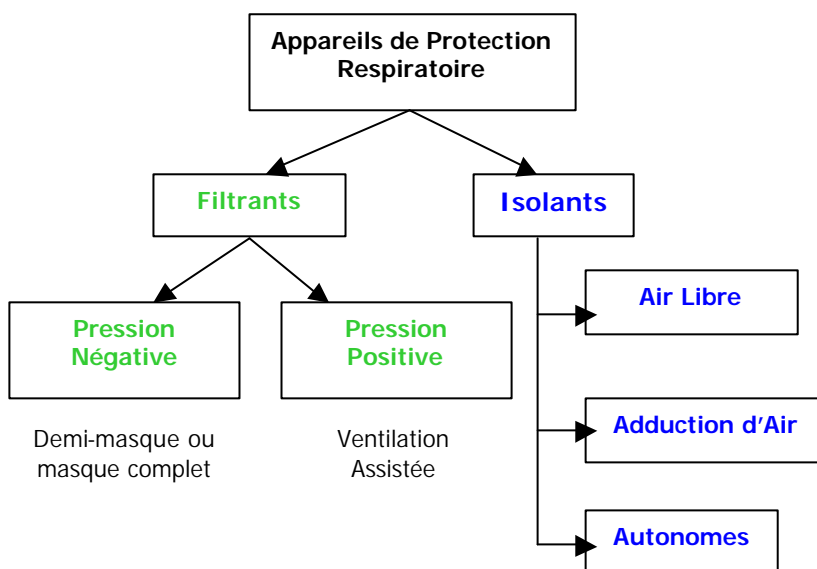 Appareils de Protection
Respiratoire
Filtrants
Isolants
Air Libre
Pression
Négative
Pression
Positive
Adduction d'Air
Demi-masque ou
masque complet
Ventilation
Assistée
Autonomes